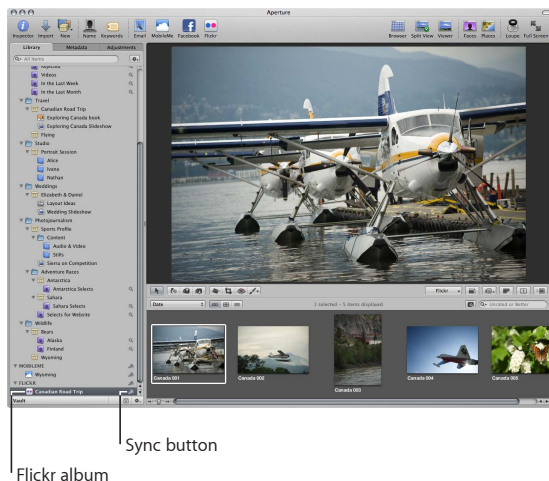 Aperture
Inspector Import New Name Keywords Email MobileMe Facebook Flickr Browser Split View Viewer Faces Places Loupe Full Screen
Library Metadata Adjustments
All Items
Rejected
Videos
In the Last Week
In the Last Month
Travel
Canadian Road Trip
Exploring Canada book
Exploring Canada Slideshow
Flying
Studio
Portrait Session
Alice
Ivana
Nathan
Weddings
Elizabeth & Daniel
Layout Ideas
Wedding Slideshow
Photojournalism
Sports Profile
Content
Audio & Video
Stills
Sierra on Competition
Adventure Races
Antarctica
Antarctica Selects
Sahara
Sahara Selects
Selects for Website
Wildlife
Bears
Alaska
Finland
Wyoming
MOBILEME
Wyoming
FLICKR
Canadian Road Trip
Vault
Flickr
Date
1 selected - 5 items displayed
Unrated or Better
Canada 001
Canada 002
Canada 003
Canada 004
Canada 005
Sync button
Flickr album